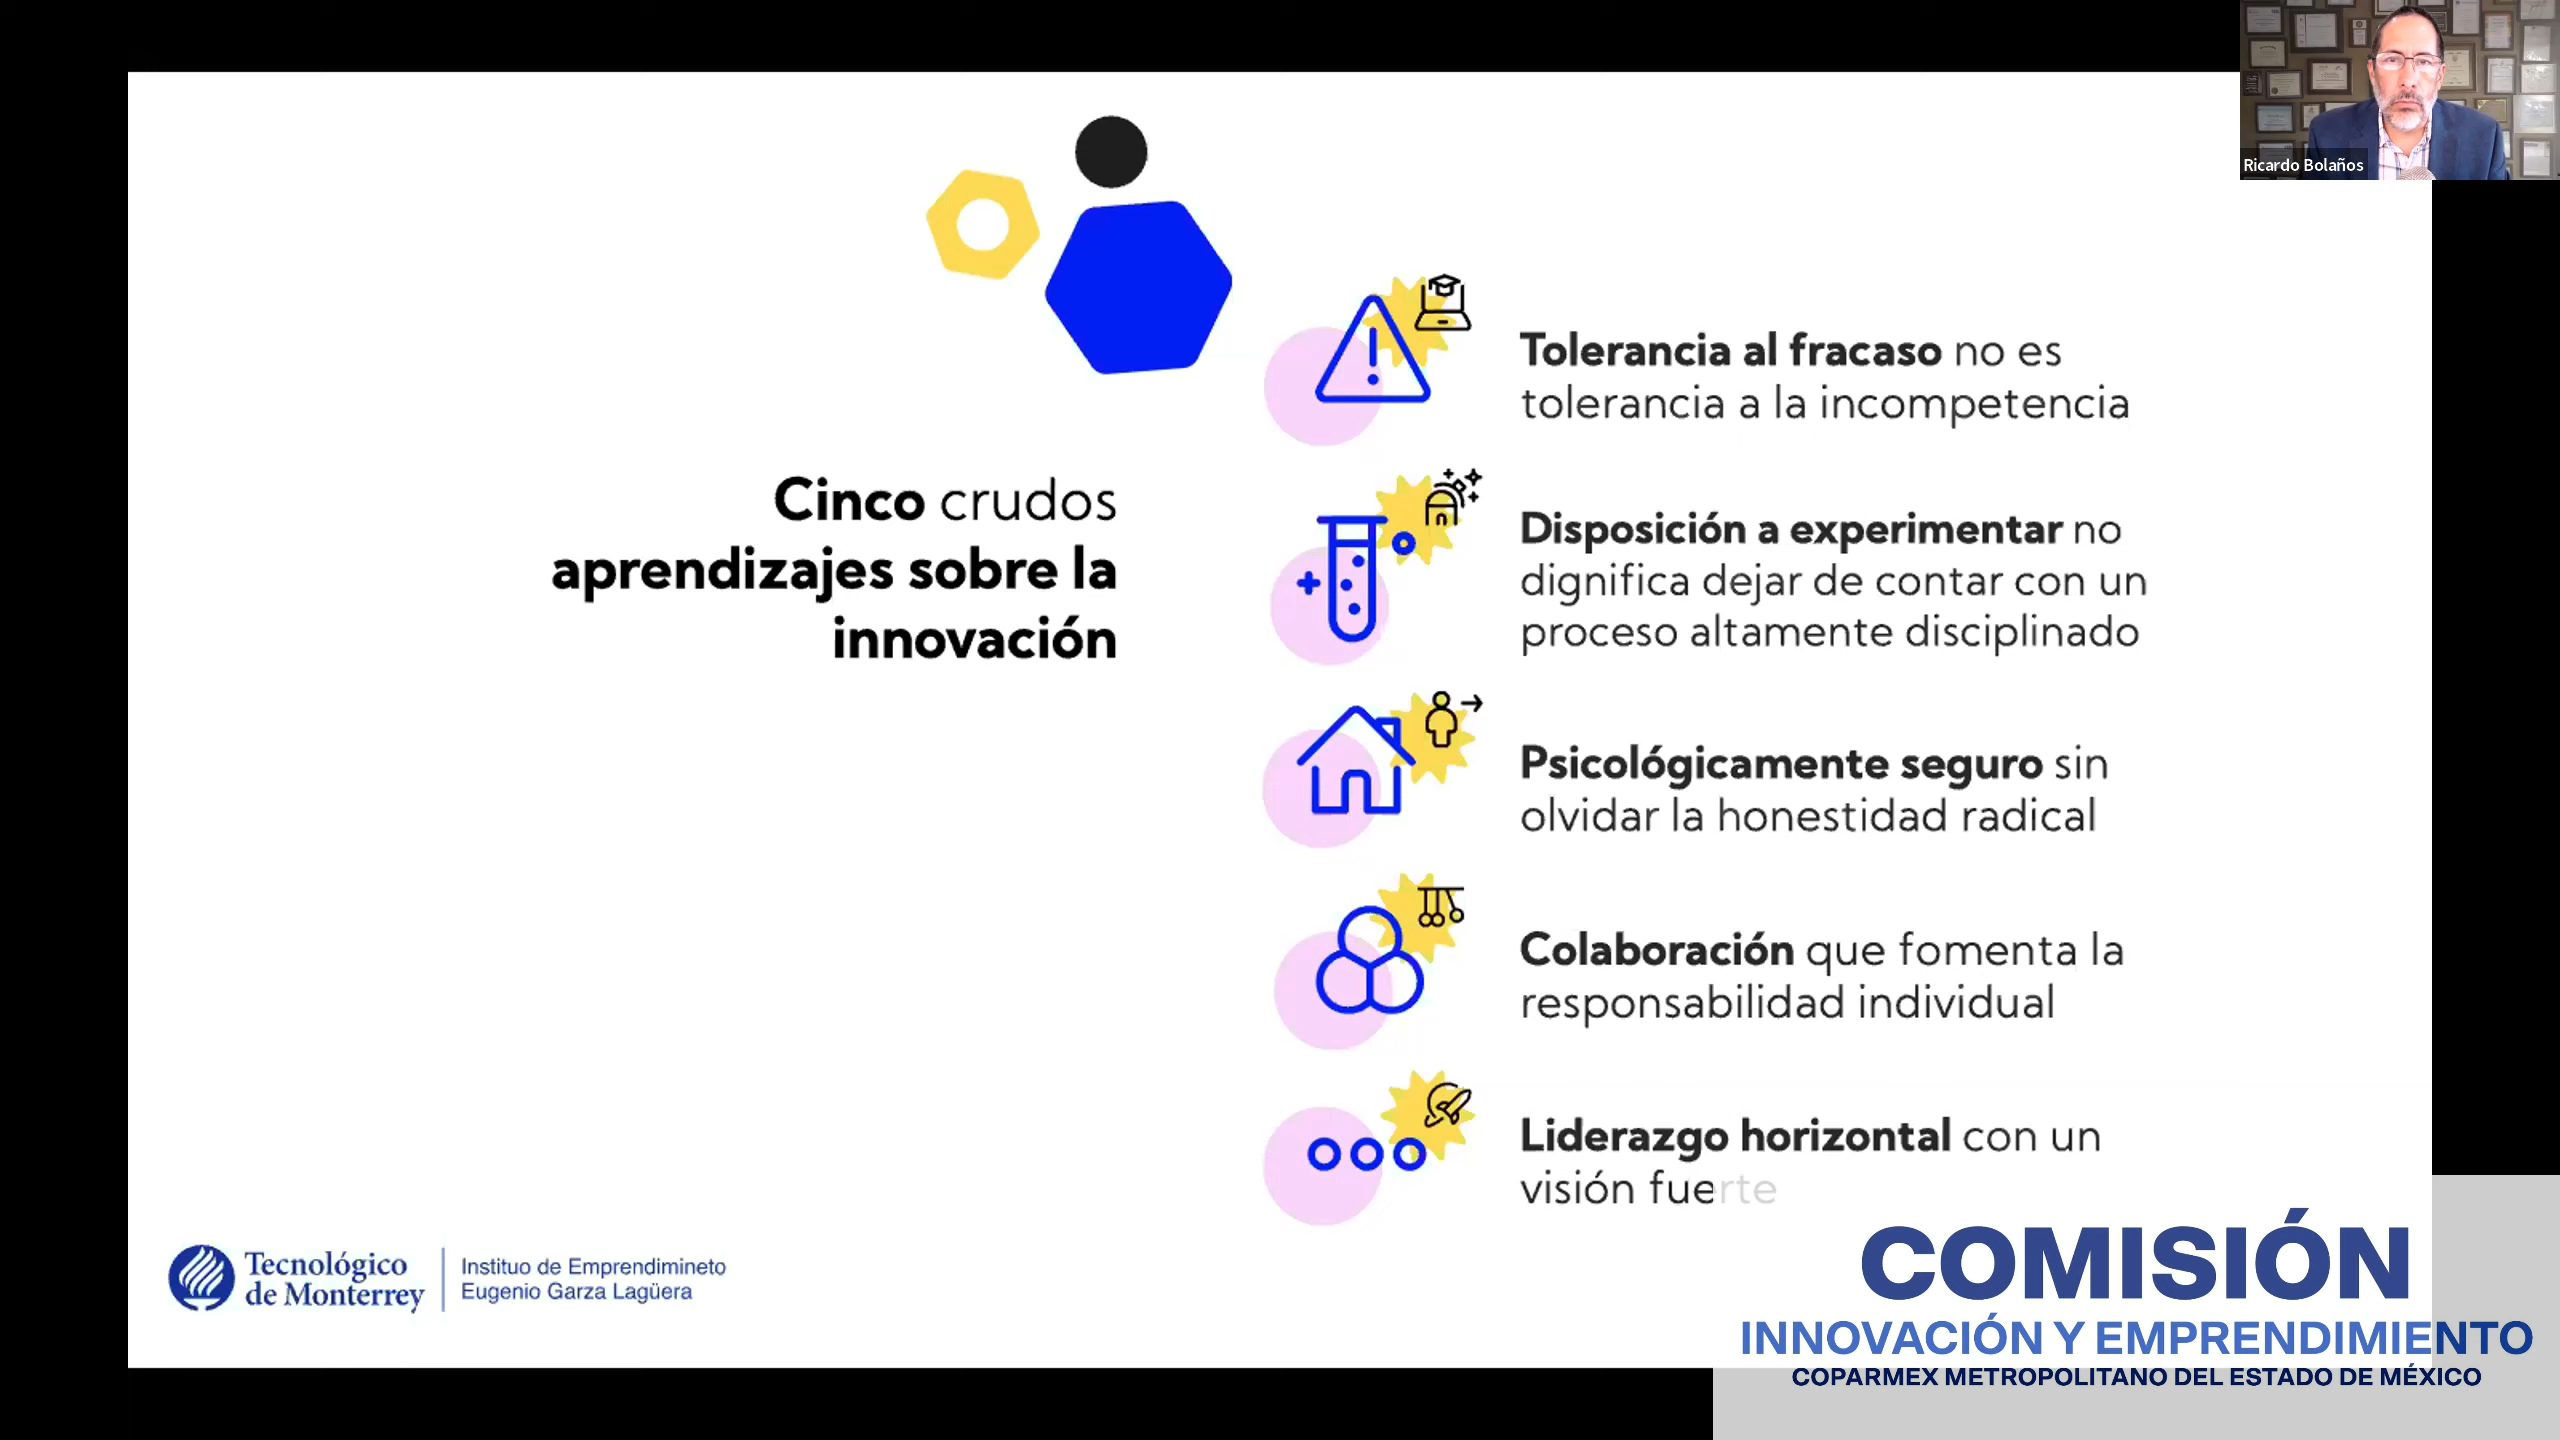 Ricardo Bolaños
Cinco crudos
aprendizajes sobre la
innovación
Tolerancia al fracaso no es
tolerancia a la incompetencia
Disposición a experimentar no
dignifica dejar de contar con un
proceso altamente disciplinado
Psicológicamente seguro sin
olvidar la honestidad radical
Colaboración que fomenta la
responsabilidad individual
Liderazgo horizontal con un
visión fuerte
Tecnológico
de Monterrey
Instituo de Emprendimineto
Eugenio Garza Lagüera
COMISIÓN
INNOVACIÓN Y EMPRENDIMIENTO
COPARMEX METROPOLITANO DEL ESTADO DE MÉXICO